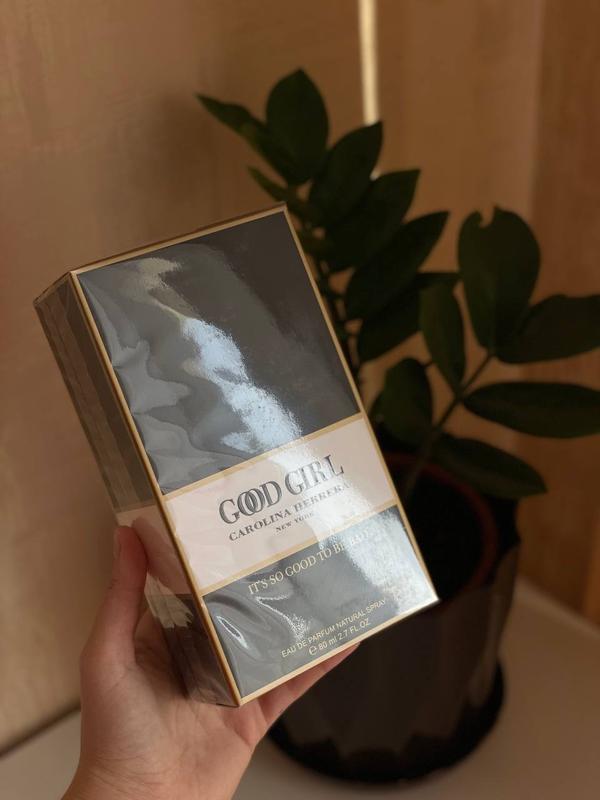 GOOD GIRL
CAROLINA HERRERA
NEW YORK
IT'S SO GOOD TO BE BAD
EAU DE PARFUM NATURAL SPRAY
℮ 80 ml 2.7 FL.OZ